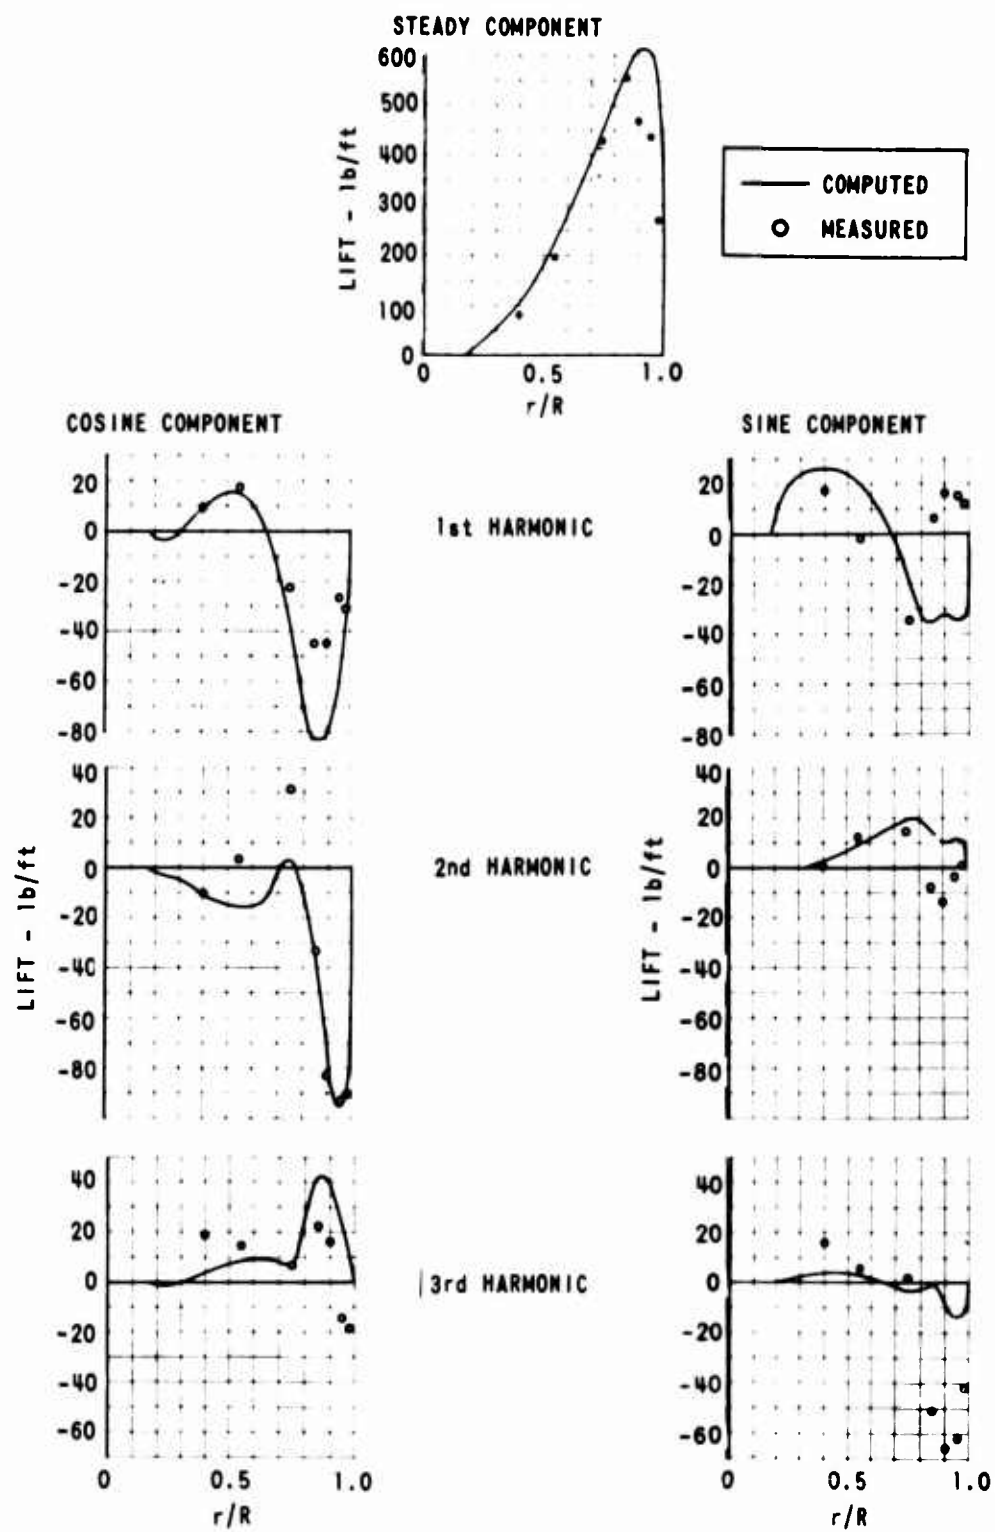 STEADY COMPONENT
600
500
400
300
200
100
0
LIFT - lb/ft
0 0.5 1.0
r/R
COMPUTED
MEASURED
COSINE COMPONENT
SINE COMPONENT
20
0
-20
-40
-60
-80
1st HARMONIC
20
0
-20
-40
-60
-80
40
20
0
-20
-40
-60
-80
LIFT - lb/ft
2nd HARMONIC
40
20
0
-20
-40
-60
-80
LIFT - lb/ft
40
20
0
-20
-40
-60
0 0.5 1.0
r/R
3rd HARMONIC
40
20
0
-20
-40
-60
0 0.5 1.0
r/R